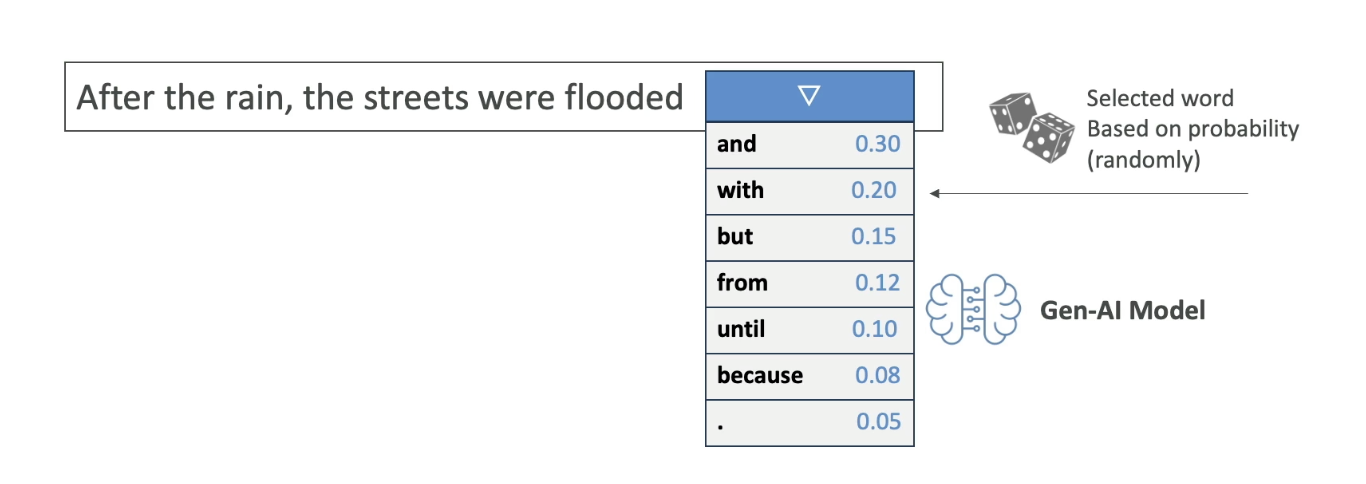 After the rain, the streets were flooded
Selected word
Based on probability
(randomly)
and 0.30
with 0.20
but 0.15
from 0.12
until 0.10
because 0.08
. 0.05
Gen-AI Model